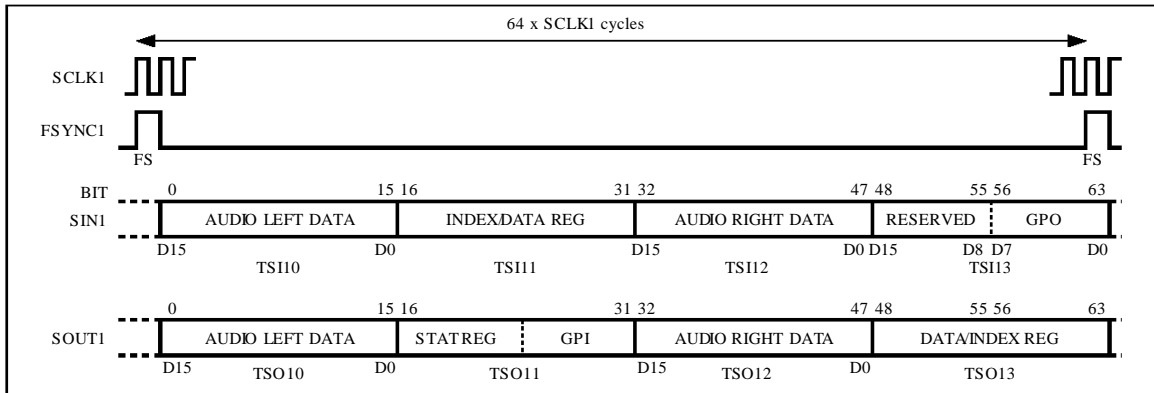 64 x SCLK1 cycles
SCLK1
FSYNC1
FS FS
BIT 0 15 16 31 32 47 48 55 56 63
SIN1 AUDIO LEFT DATA INDEX/DATA REG AUDIO RIGHT DATA RESERVED GPO
D15 D0 D15 D0 D15 D8 D7 D0
TSI10 TSI11 TSI12 TSI13
0 15 16 31 32 47 48 55 56 63
SOUT1 AUDIO LEFT DATA STAT REG GPI AUDIO RIGHT DATA DATA/INDEX REG
D15 D0 D15 D0
TSO10 TSO11 TSO12 TSO13